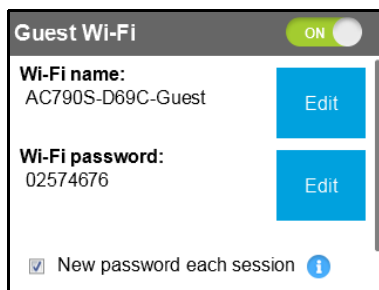 Guest Wi-Fi ON
Wi-Fi name:
AC790S-D69C-Guest
Edit
Wi-Fi password:
02574676
Edit
New password each session i